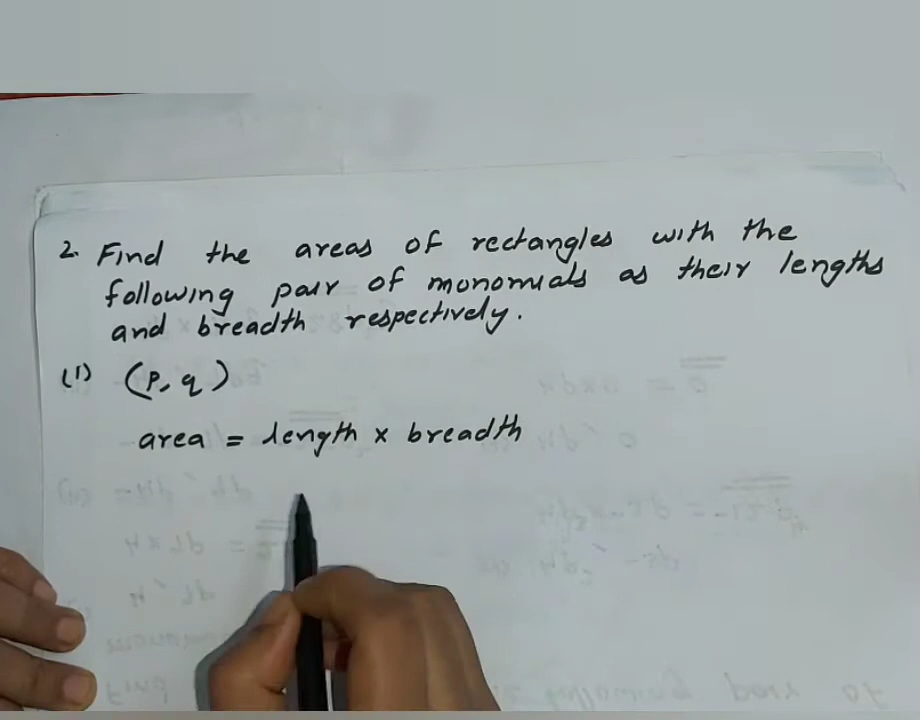 2. Find the areas of rectangles with the
following pair of monomials as their lengths
and breadth respectively.
(1) (p, q)
area = length × breadth